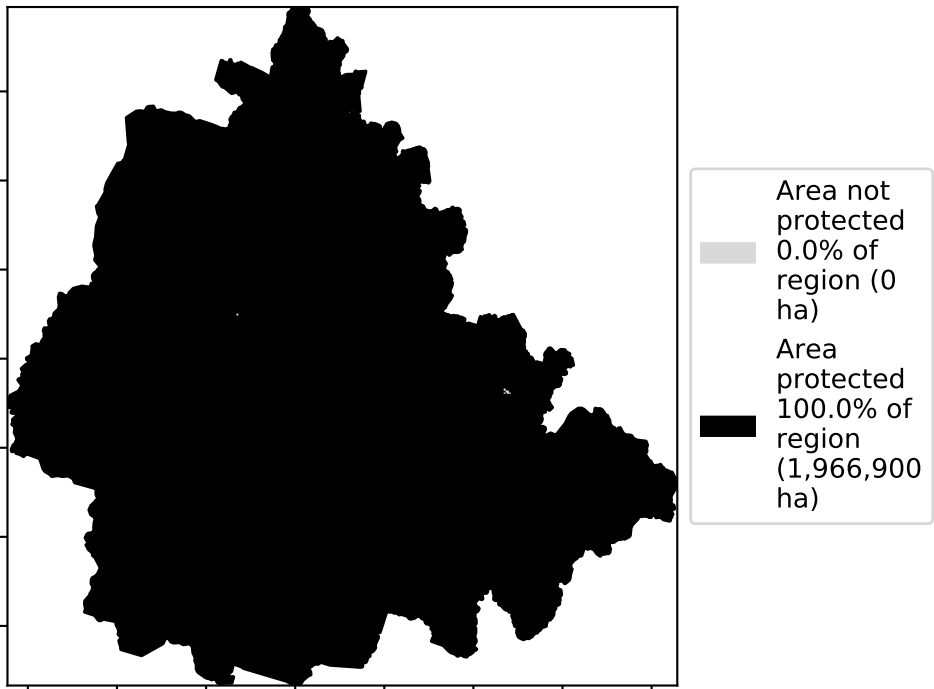 Area not
protected
0.0% of
region (0
ha)
Area
protected
100.0% of
region
(1,966,900
ha)